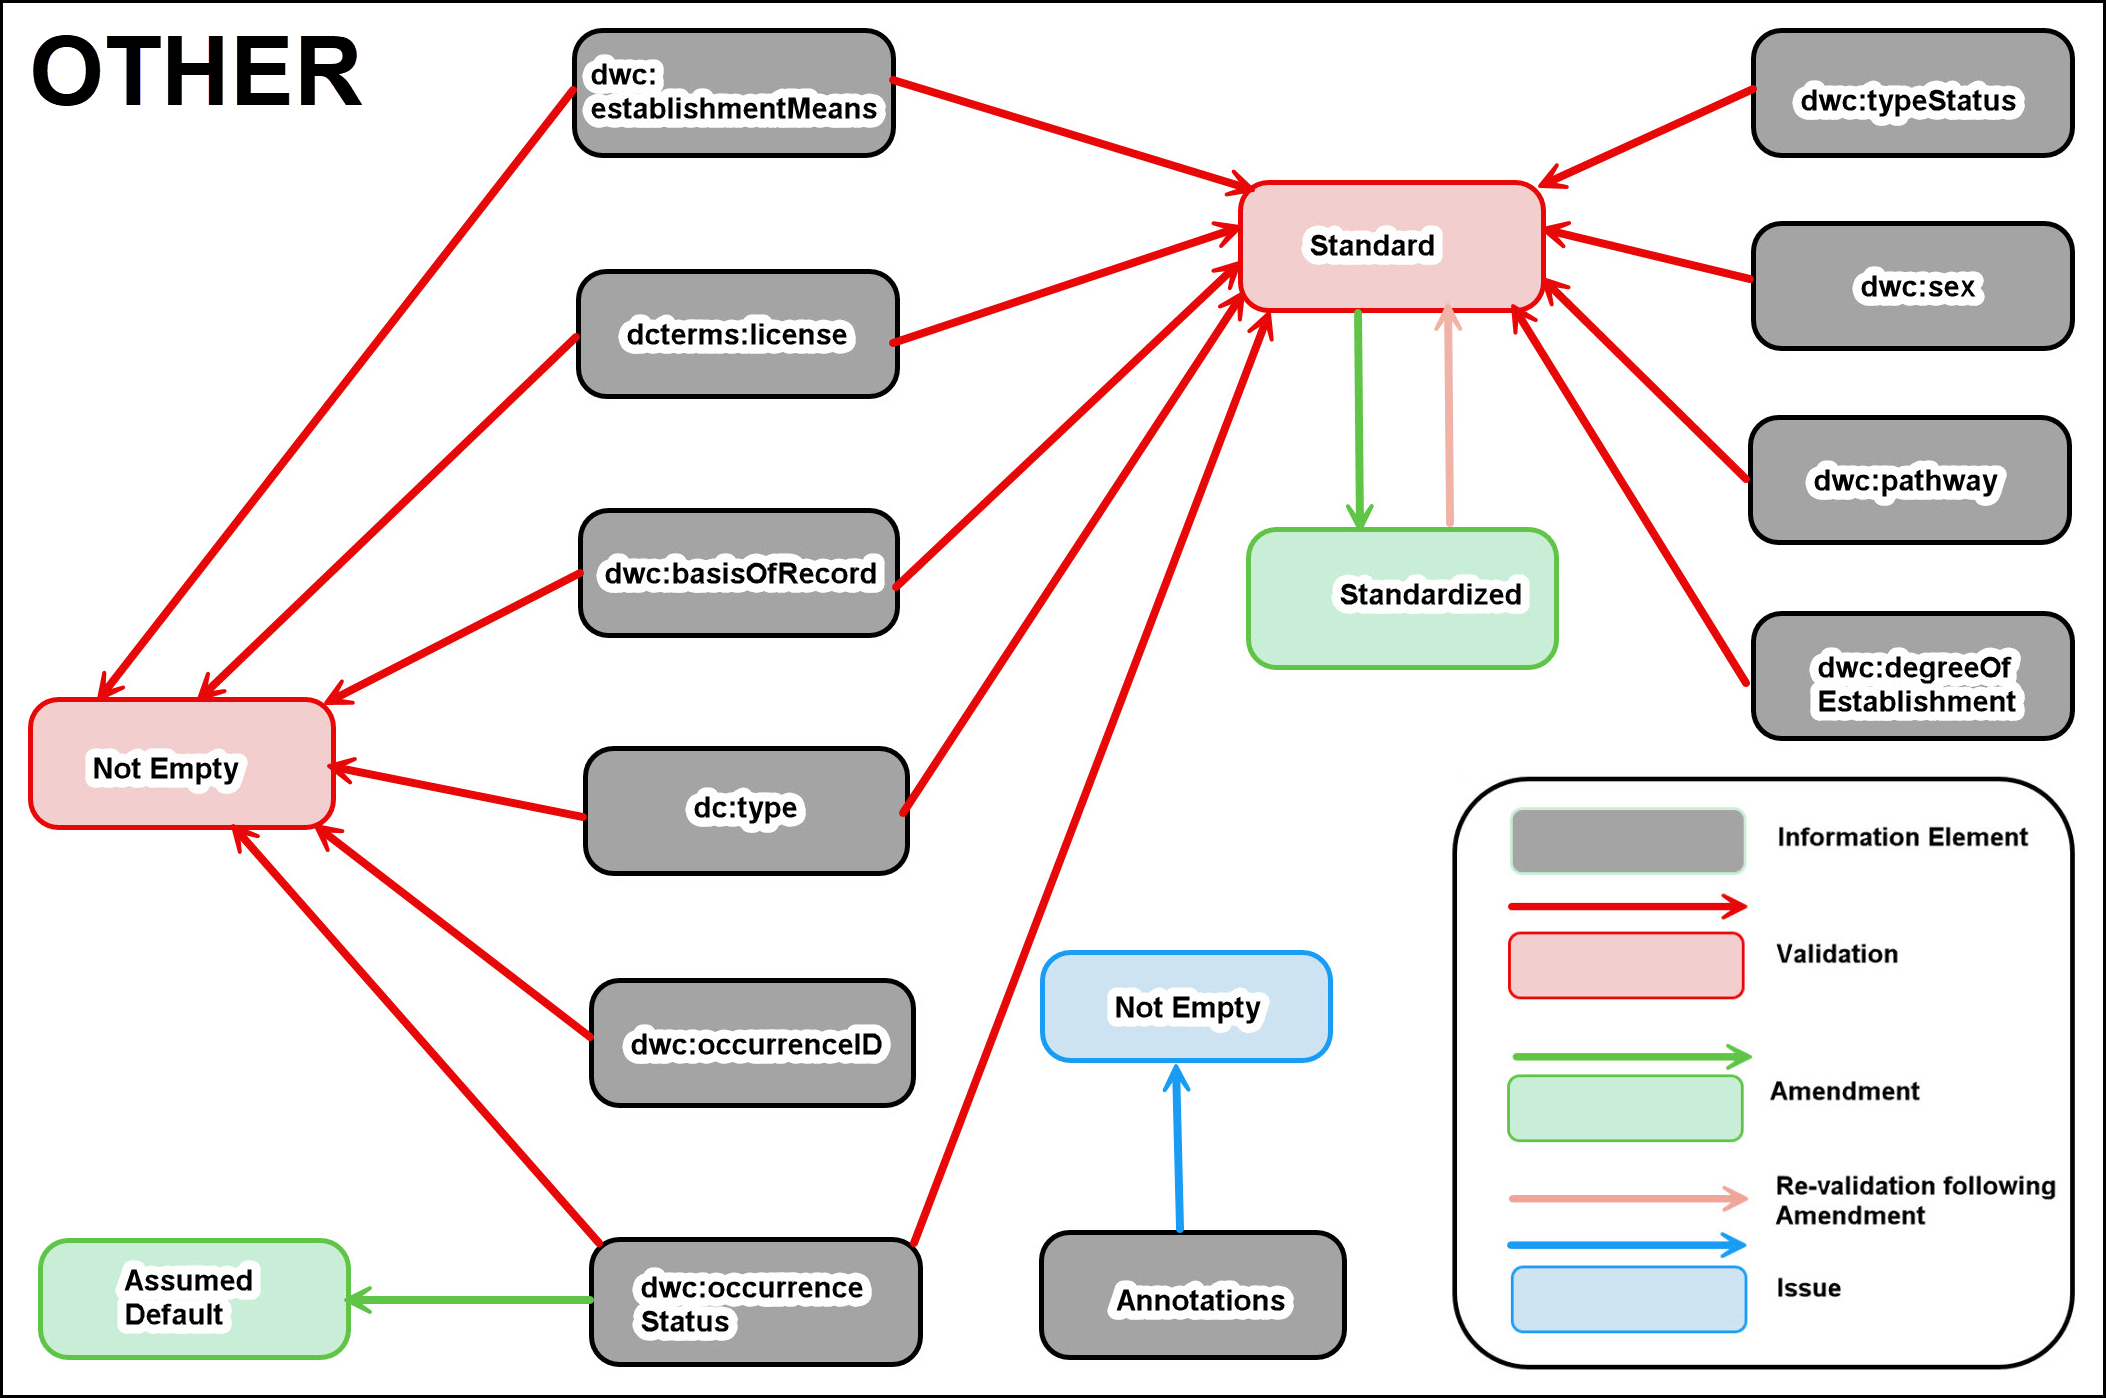 OTHER
dwc:
establishmentMeans
dwc:typeStatus
Standard
dwc:sex
dcterms:license
dwc:pathway
dwc:basisOfRecord
Standardized
dwc:degreeOf
Establishment
Not Empty
dc:type
Information Element
Validation
Not Empty
dwc:occurrenceID
Amendment
Re-validation following
Amendment
Assumed
Default
dwc:occurrence
Status
Annotations
Issue